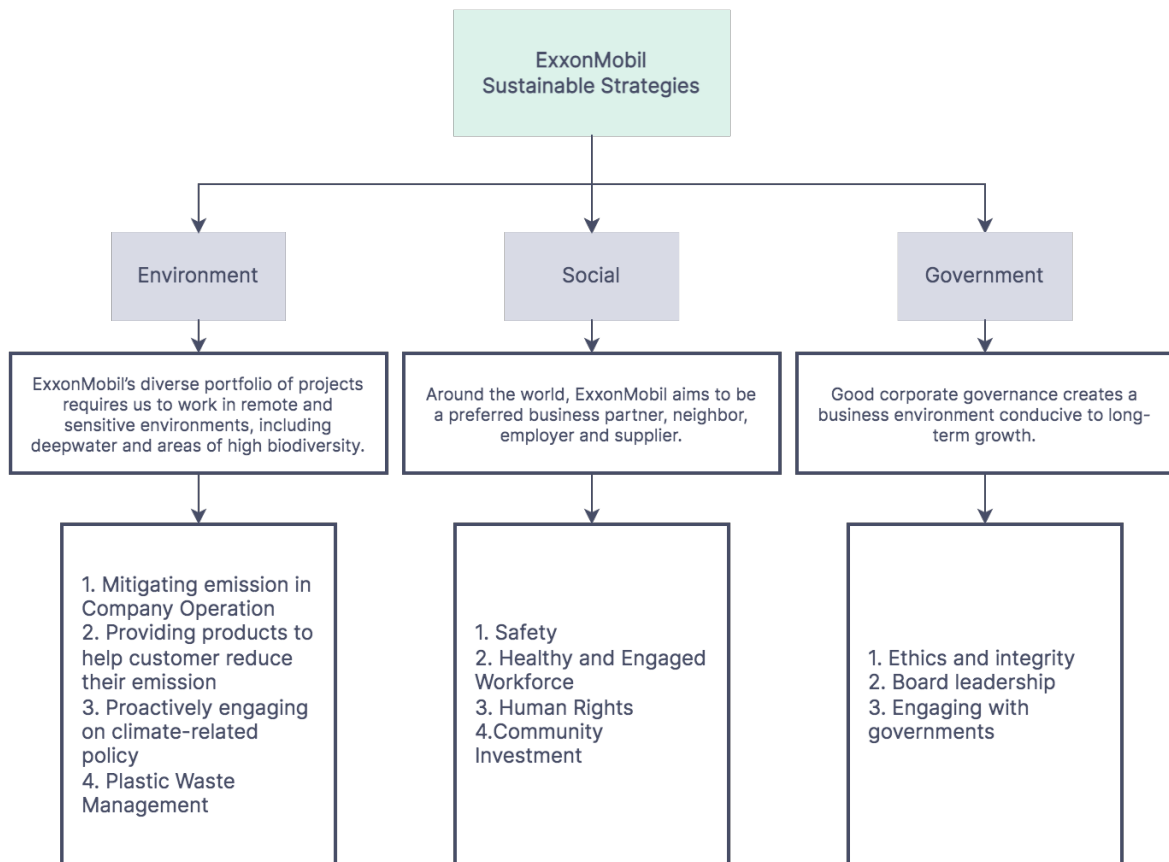 ExxonMobil
Sustainable Strategies
Environment
Social
Government
ExxonMobil's diverse portfolio of projects
requires us to work in remote and
sensitive environments, including
deepwater and areas of high biodiversity.
Around the world, ExxonMobil aims to be
a preferred business partner, neighbor,
employer and supplier.
Good corporate governance creates a
business environment conducive to long-
term growth.
1. Mitigating emission in
Company Operation
2. Providing products to
help customer reduce
their emission
3. Proactively engaging
on climate-related
policy
4. Plastic Waste
Management
1. Safety
2. Healthy and Engaged
Workforce
3. Human Rights
4.Community
Investment
1. Ethics and integrity
2. Board leadership
3. Engaging with
governments